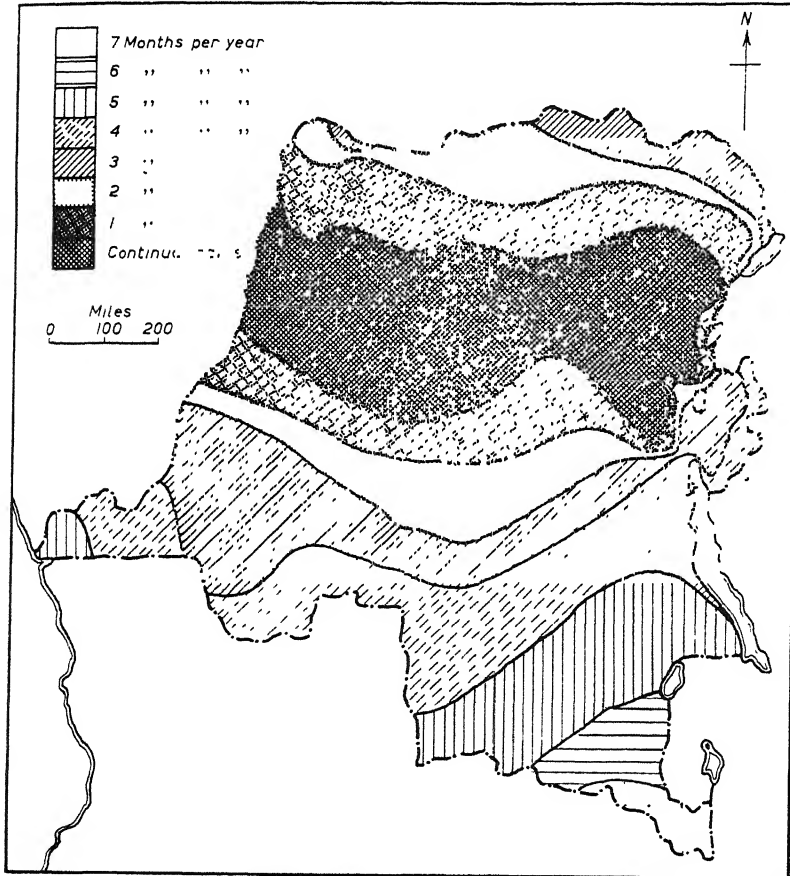 7 Months per year
6 ,, ,, ,,
5 ,, ,, ,,
4 ,, ,, ,,
3 ,,
2 ,,
1 ,,
N
Miles
0 100 200